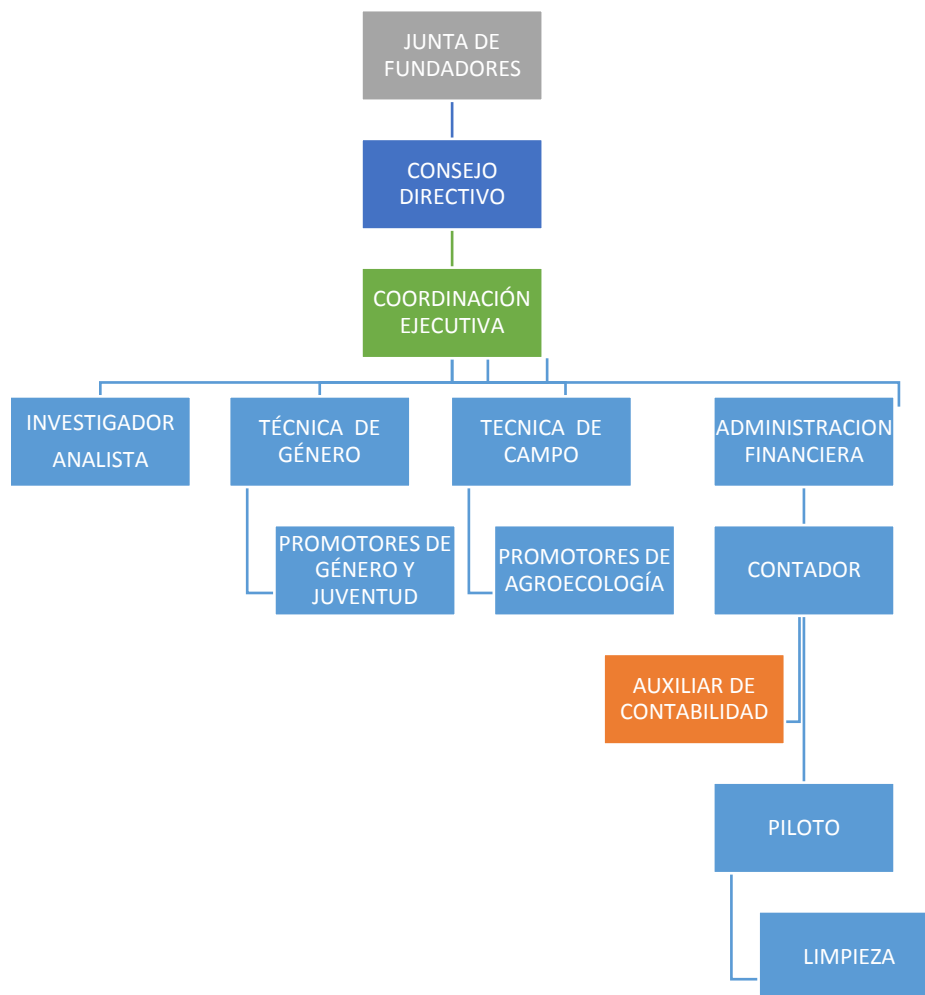 JUNTA DE
FUNDADORES
CONSEJO
DIRECTIVO
COORDINACIÓN
EJECUTIVA
INVESTIGADOR
ANALISTA
TÉCNICA DE
GÉNERO
TECNICA DE
CAMPO
ADMINISTRACION
FINANCIERA
PROMOTORES DE
GÉNERO Y
JUVENTUD
PROMOTORES DE
AGROECOLOGÍA
CONTADOR
AUXILIAR DE
CONTABILIDAD
PILOTO
LIMPIEZA